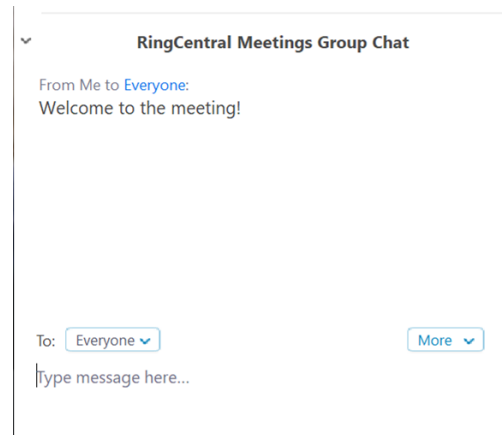 RingCentral Meetings Group Chat
From Me to Everyone:
Welcome to the meeting!
To: Everyone More
Type message here...